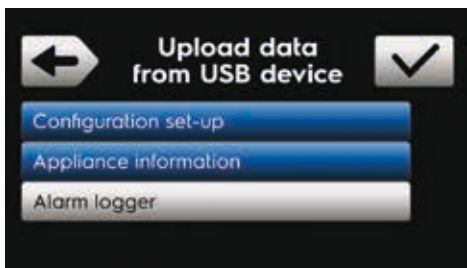 Upload data
from USB device
Configuration set-up
Appliance information
Alarm logger